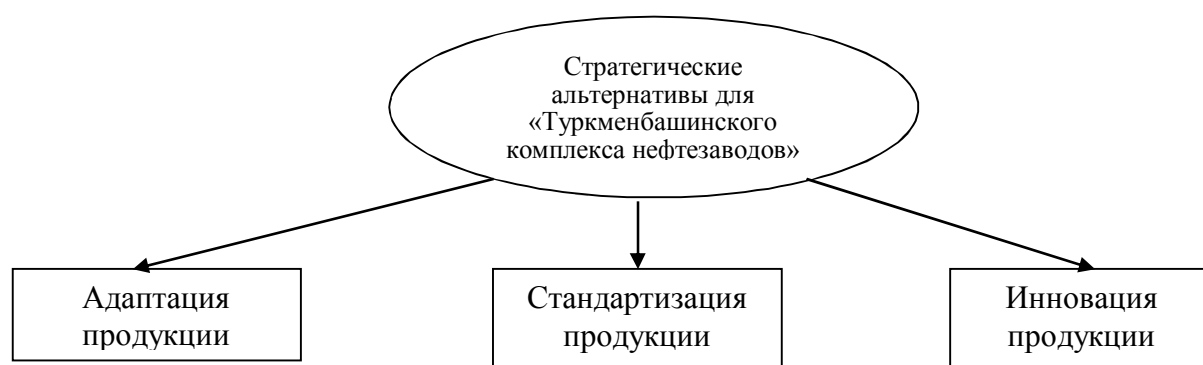 Стратегические
альтернативы для
«Туркменбашинского
комплекса нефтезаводов»
Адаптация
продукции
Стандартизация
продукции
Инновация
продукции